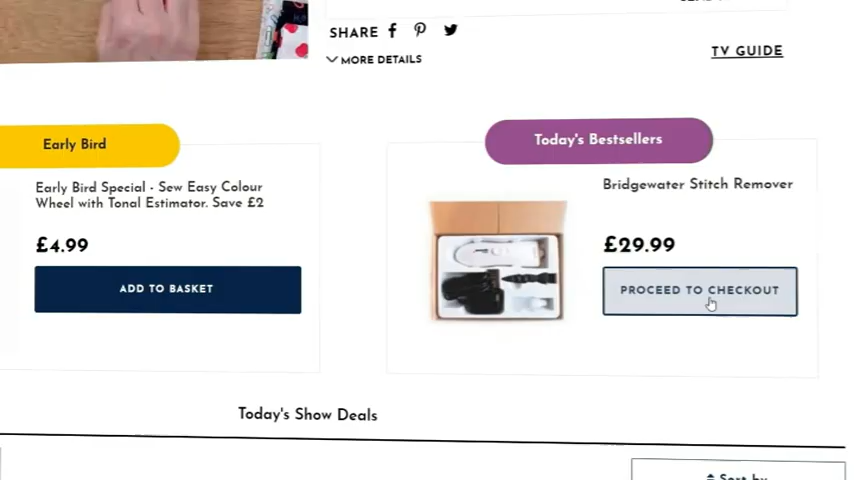 SHARE
TV GUIDE
MORE DETAILS
Early Bird
Today's Bestsellers
Early Bird Special - Sew Easy Colour
Wheel with Tonal Estimator. Save £2
£4.99
ADD TO BASKET
Bridgewater Stitch Remover
£29.99
PROCEED TO CHECKOUT
Today's Show Deals
Sort by